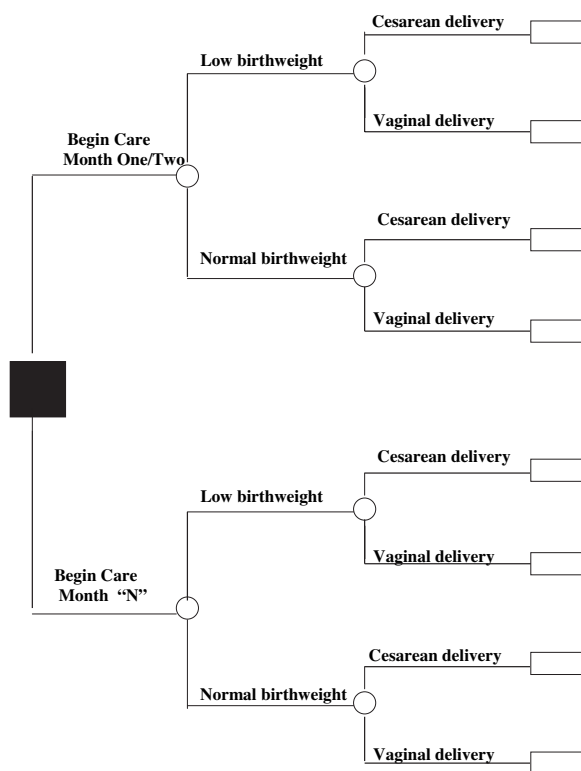 Cesarean delivery
Low birthweight
Vaginal delivery
Begin Care
Month One/Two
Cesarean delivery
Normal birthweight
Vaginal delivery
Cesarean delivery
Low birthweight
Vaginal delivery
Begin Care
Month “N”
Cesarean delivery
Normal birthweight
Vaginal delivery